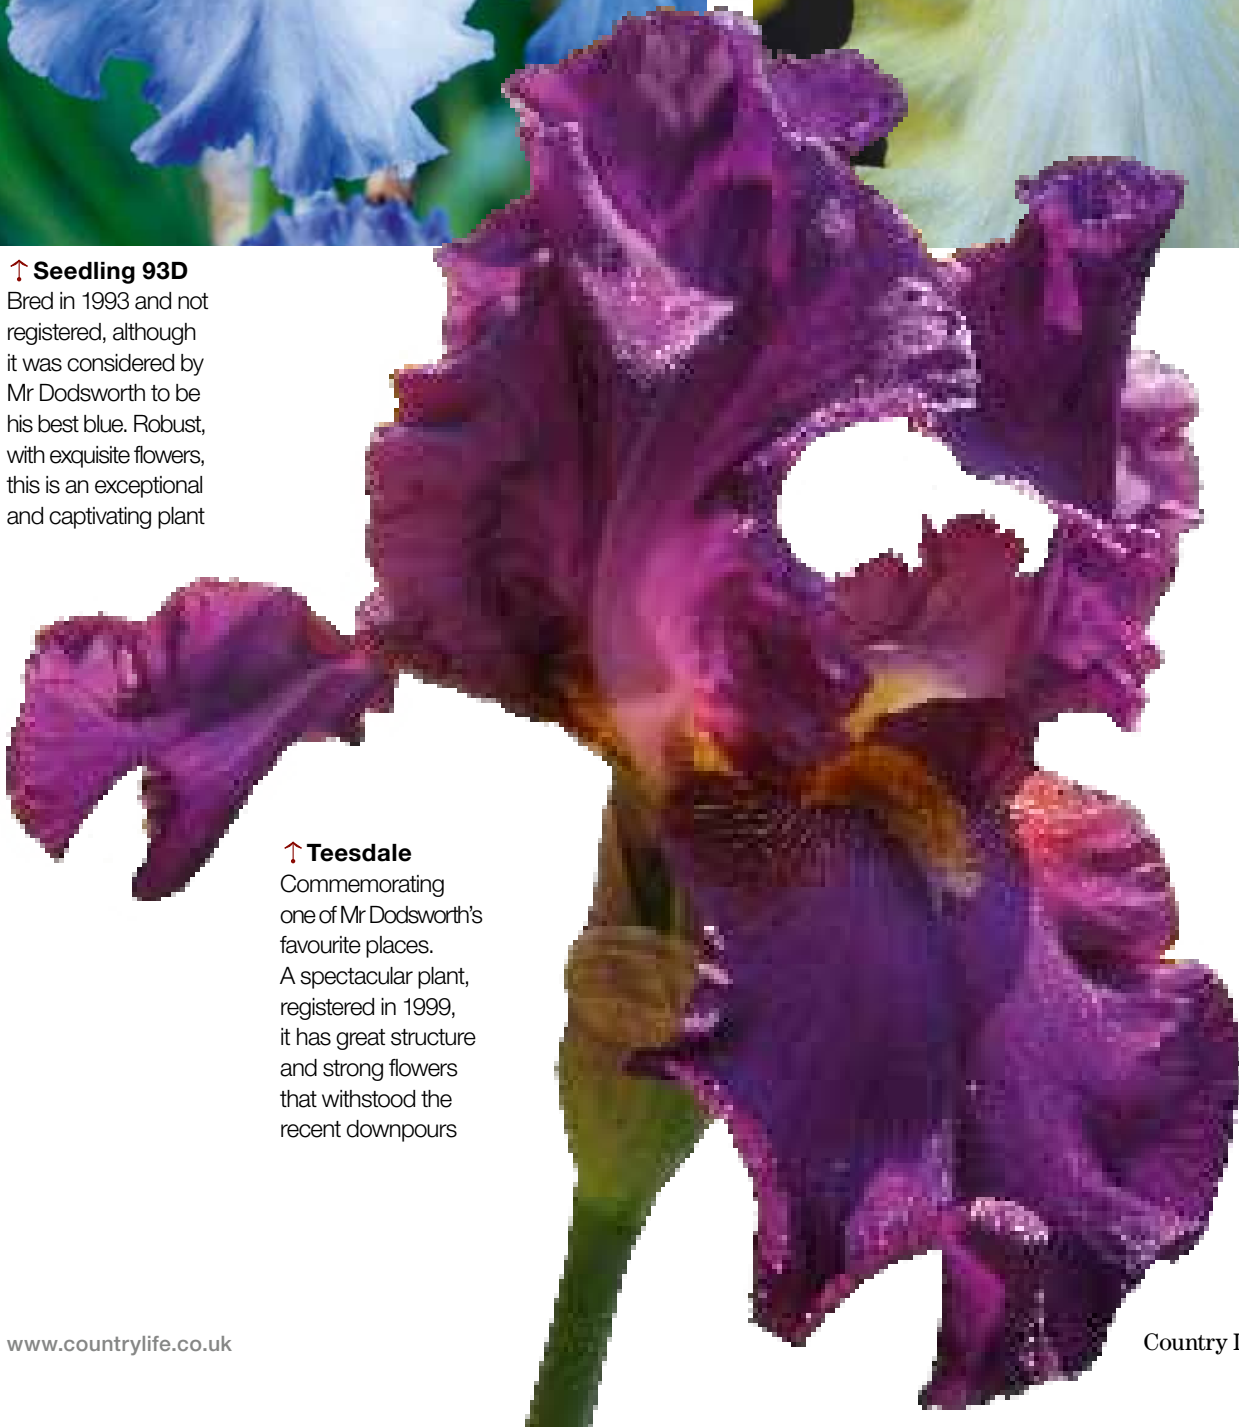 ↑ Seedling 93D
Bred in 1993 and not
registered, although
it was considered by
Mr Dodsworth to be
his best blue. Robust,
with exquisite flowers,
this is an exceptional
and captivating plant
↑ Teesdale
Commemorating
one of Mr Dodsworth’s
favourite places.
A spectacular plant,
registered in 1999,
it has great structure
and strong flowers
that withstood the
recent downpours
www.countrylife.co.uk
Country